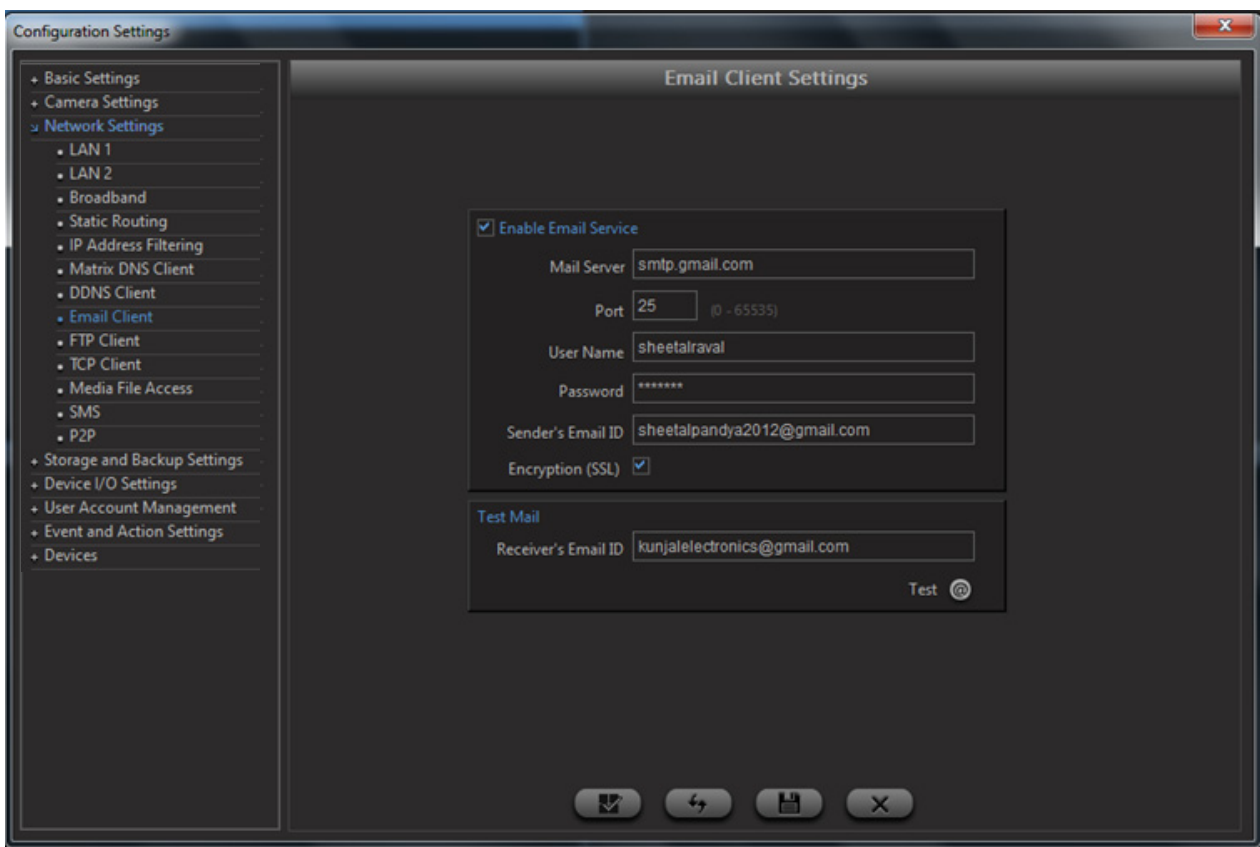 Configuration Settings
+ Basic Settings
+ Camera Settings
Network Settings
LAN 1
LAN 2
Broadband
Static Routing
IP Address Filtering
Matrix DNS Client
DDNS Client
Email Client
FTP Client
TCP Client
Media File Access
SMS
P2P
+ Storage and Backup Settings
+ Device I/O Settings
+ User Account Management
+ Event and Action Settings
+ Devices
Email Client Settings
Enable Email Service
Mail Server smtp.gmail.com
Port 25 (0 - 65535)
User Name sheetalraval
Password *******
Sender's Email ID sheetalpandya2012@gmail.com
Encryption (SSL)
Test Mail
Receiver's Email ID kunjalelectronics@gmail.com
Test @